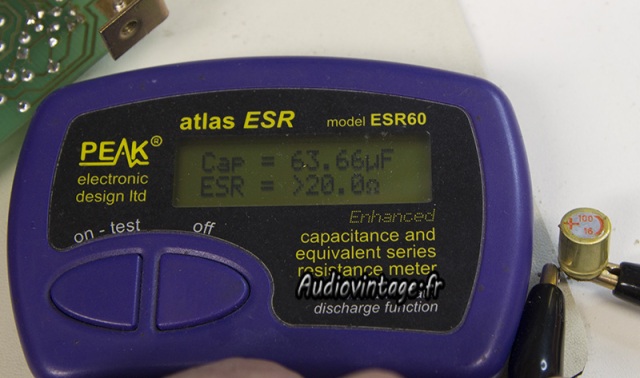 atlas ESR model ESR60
PEAK®
electronic
design ltd
Cap = 63.66µF
ESR = >20.0Ω
on - test off
Enhanced
capacitance and
equivalent series
resistance meter
Audiovintage.fr
discharge function
100
16